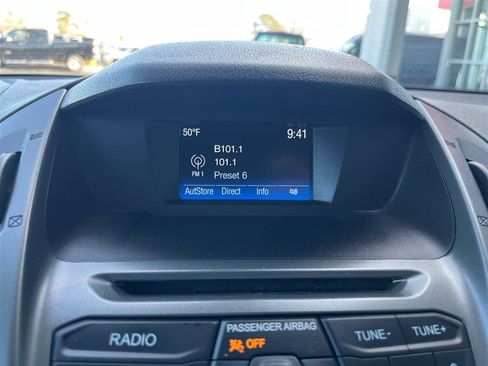 50°F 9:41
B101.1
101.1
FM 1 Preset 6
AutStore Direct Info
RADIO PASSENGER AIRBAG TUNE- TUNE+
OFF